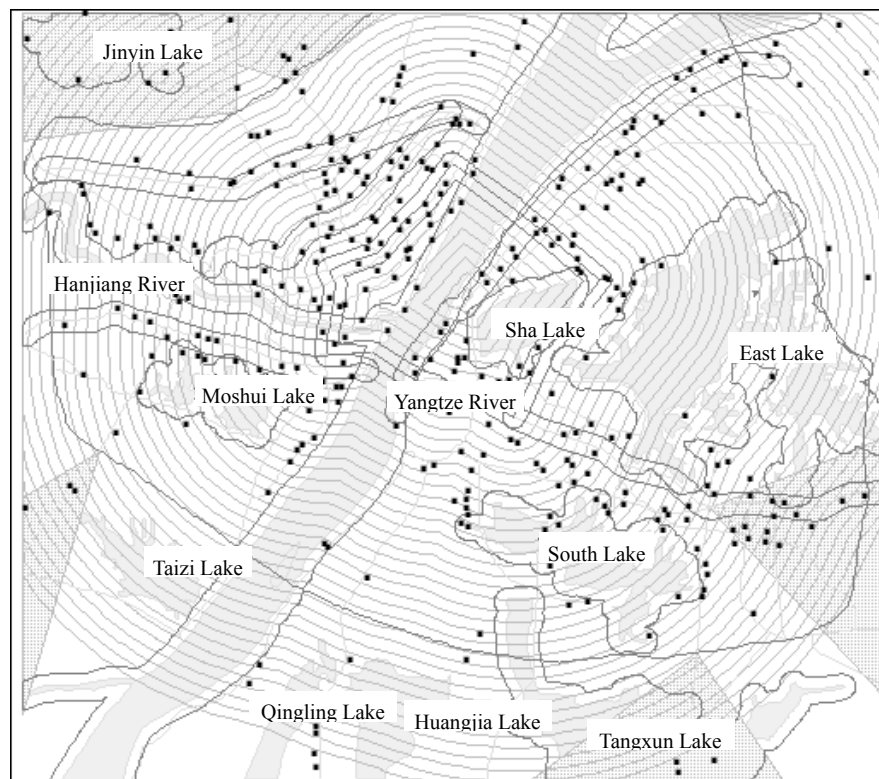 Jinyin Lake
Hanjiang River
Sha Lake
East Lake
Moshui Lake
Yangtze River
Taizi Lake
South Lake
Qingling Lake
Huangjia Lake
Tangxun Lake